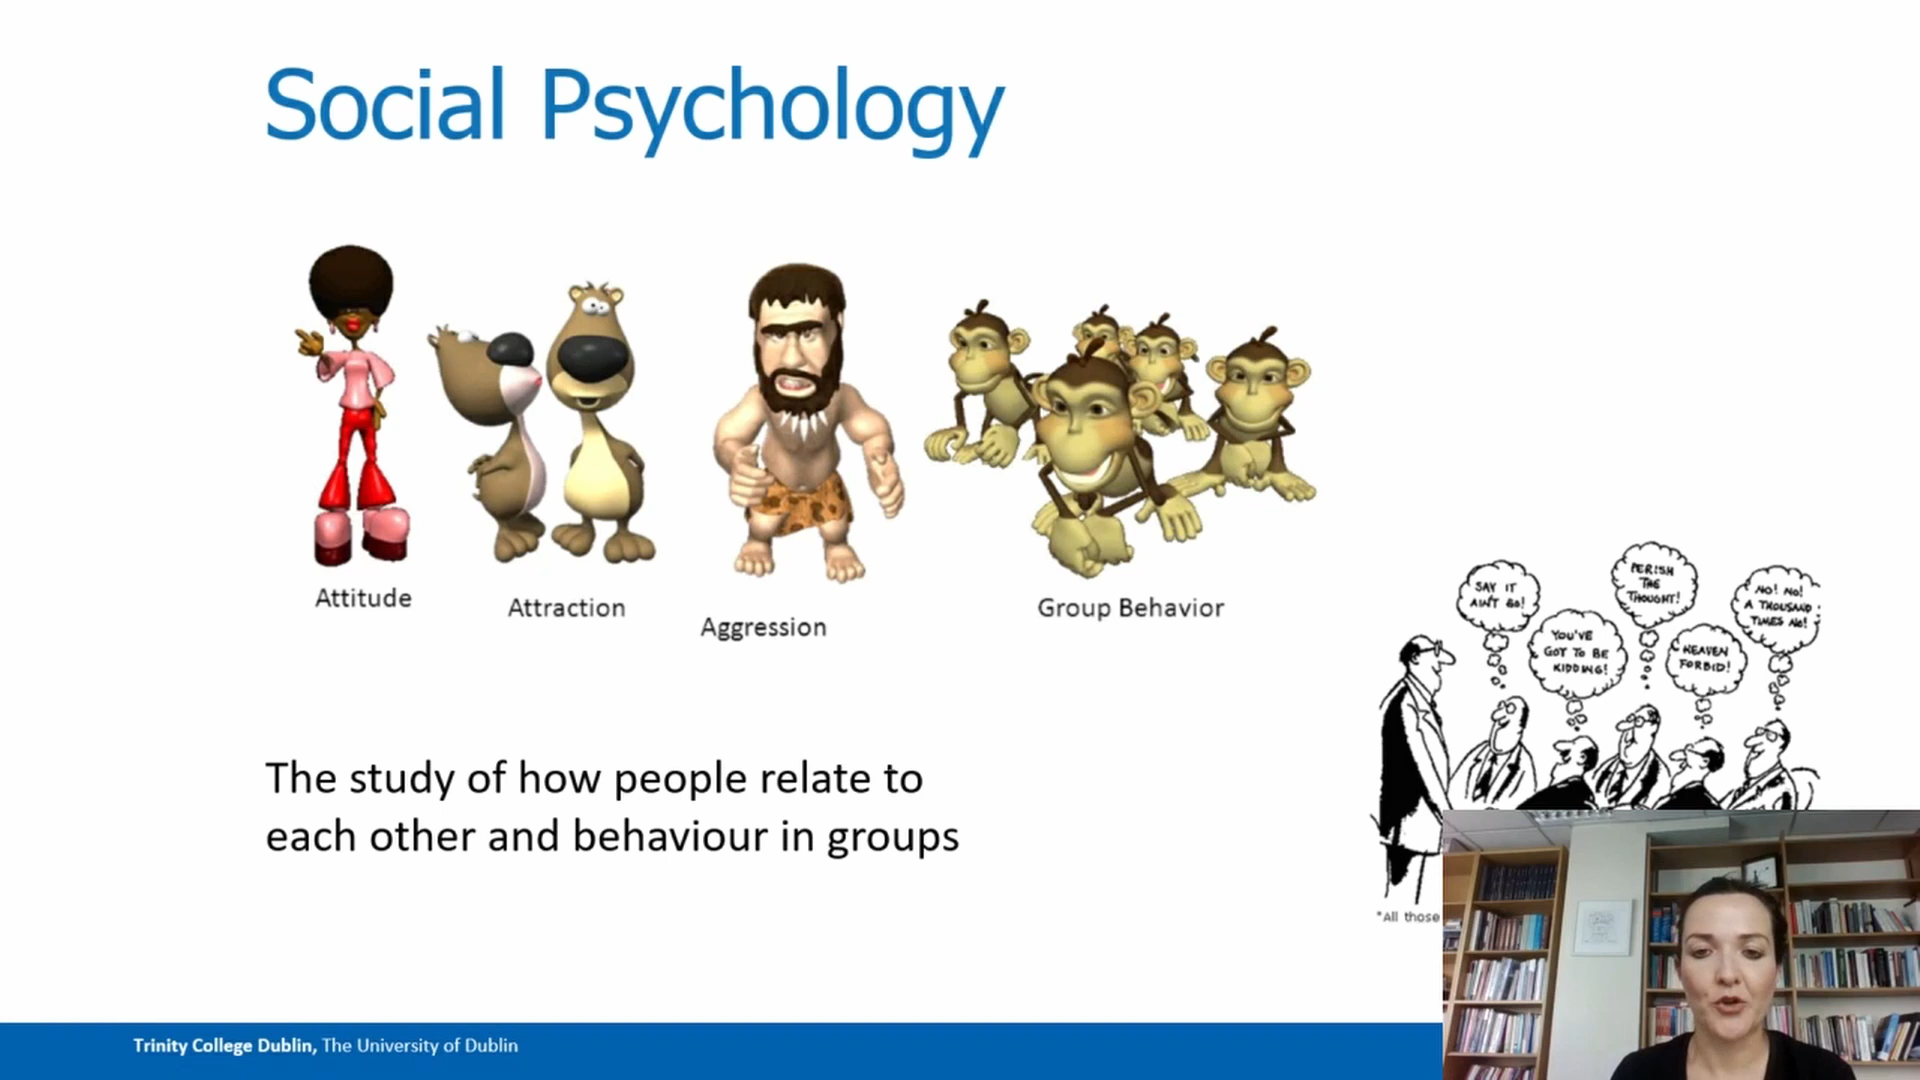 Social Psychology
Attitude
Attraction
Aggression
Group Behavior
SAY IT
AIN'T SO!
YOU'VE
GOT TO BE
KIDDING!
PERISH
THE
THOUGHT!
HEAVEN
FORBID!
NO! NO!
A THOUSAND
TIMES NO!
The study of how people relate to
each other and behaviour in groups
"All those
Trinity College Dublin, The University of Dublin